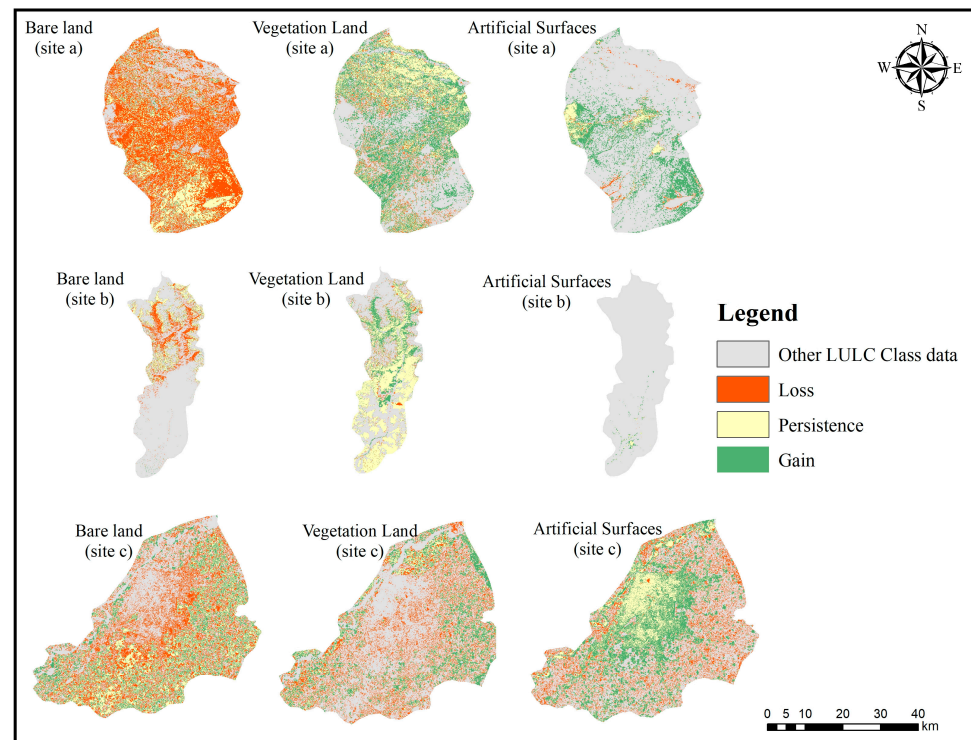 Bare land
(site a)
Vegetation Land
(site a)
Artificial Surfaces
(site a)
N
W
E
S
Bare land
(site b)
Vegetation Land
(site b)
Artificial Surfaces
(site b)
Legend
Other LULC Class data
Loss
Persistence
Gain
Bare land
(site c)
Vegetation Land
(site c)
Artificial Surfaces
(site c)
0 5 10 20 30 40
km